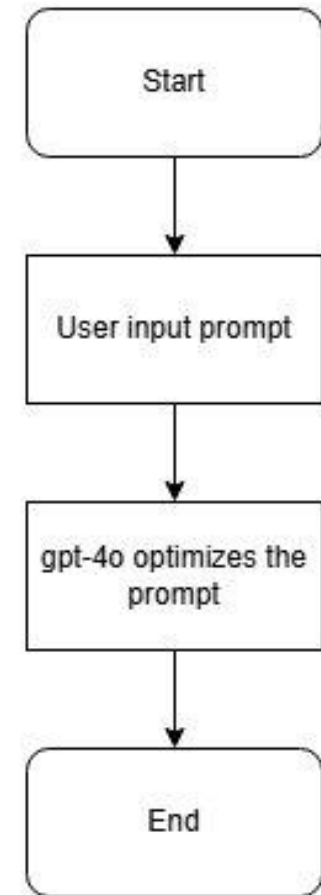 Start
User input prompt
gpt-4o optimizes the
prompt
End